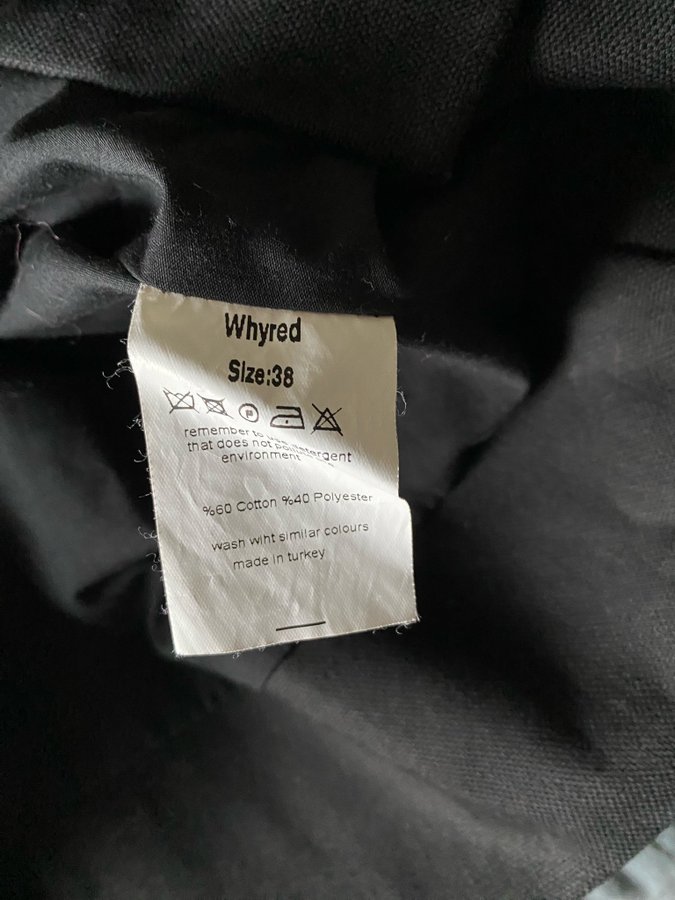 Whyred
Size:38
P
remember to use detergent
that does not
environment
%60 Cotton %40 Polyester
wash wiht similar colours
made in turkey